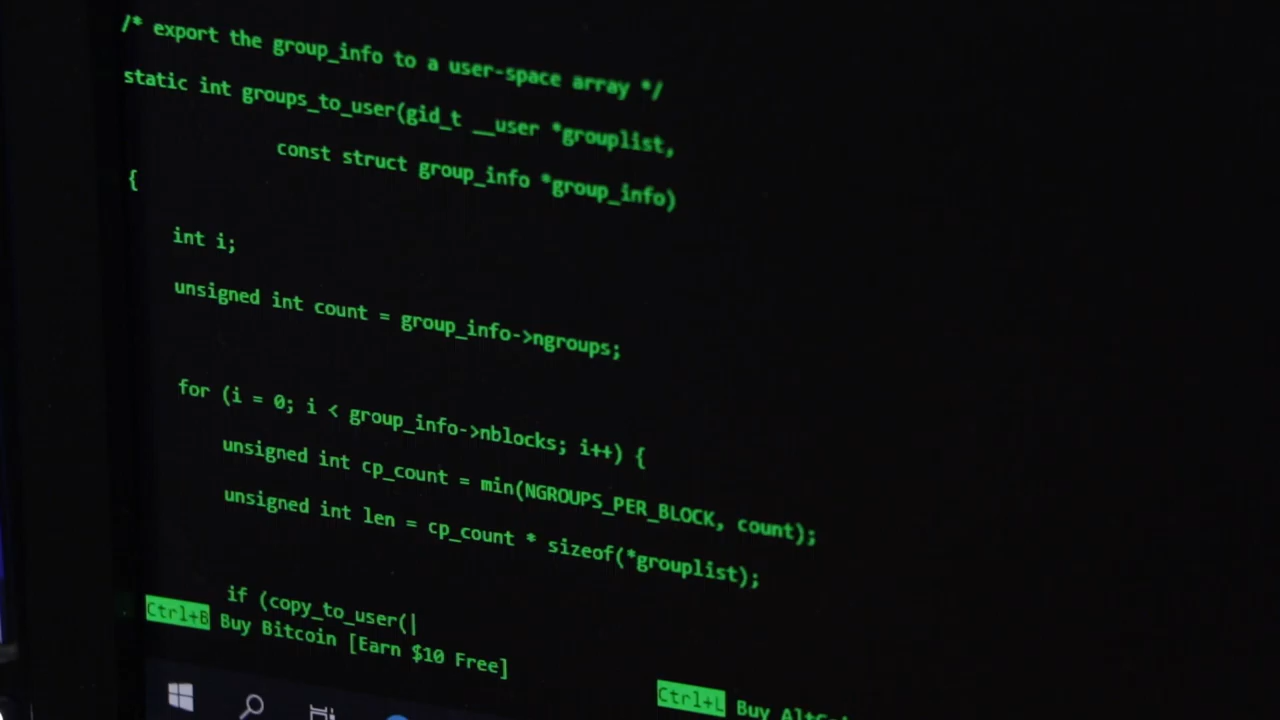 /* export the group_info to a user-space array */
static int groups_to_user(gid_t __user *grouplist,
const struct group_info *group_info)
{
int i;
unsigned int count = group_info->ngroups;
for (i = 0; i < group_info->nblocks; i++) {
unsigned int cp_count = min(NGROUPS_PER_BLOCK, count);
unsigned int len = cp_count * sizeof(*grouplist);
if (copy_to_user(|
Ctrl+B Buy Bitcoin [Earn $10 Free]
Ctrl+L Buy